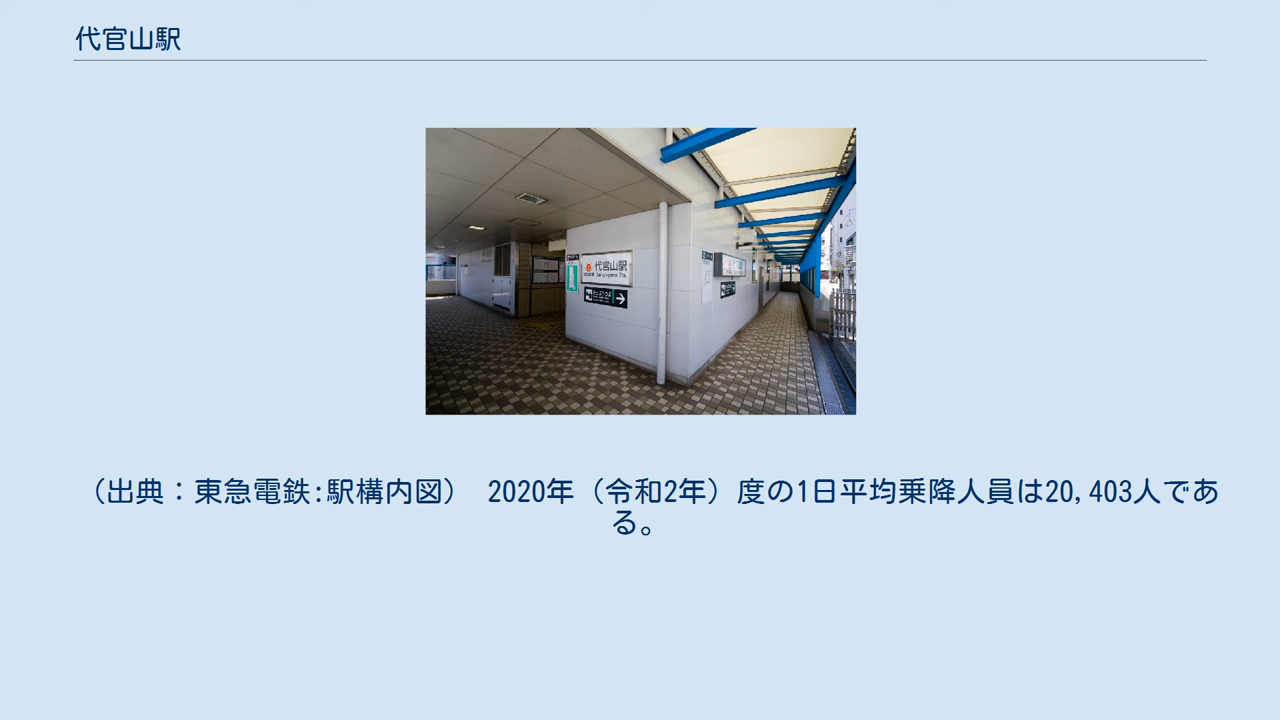 代官山駅
代官山駅
（出典：東急電鉄:駅構内図）　2020年（令和2年）度の1日平均乗降人員は20,403人であ
る。